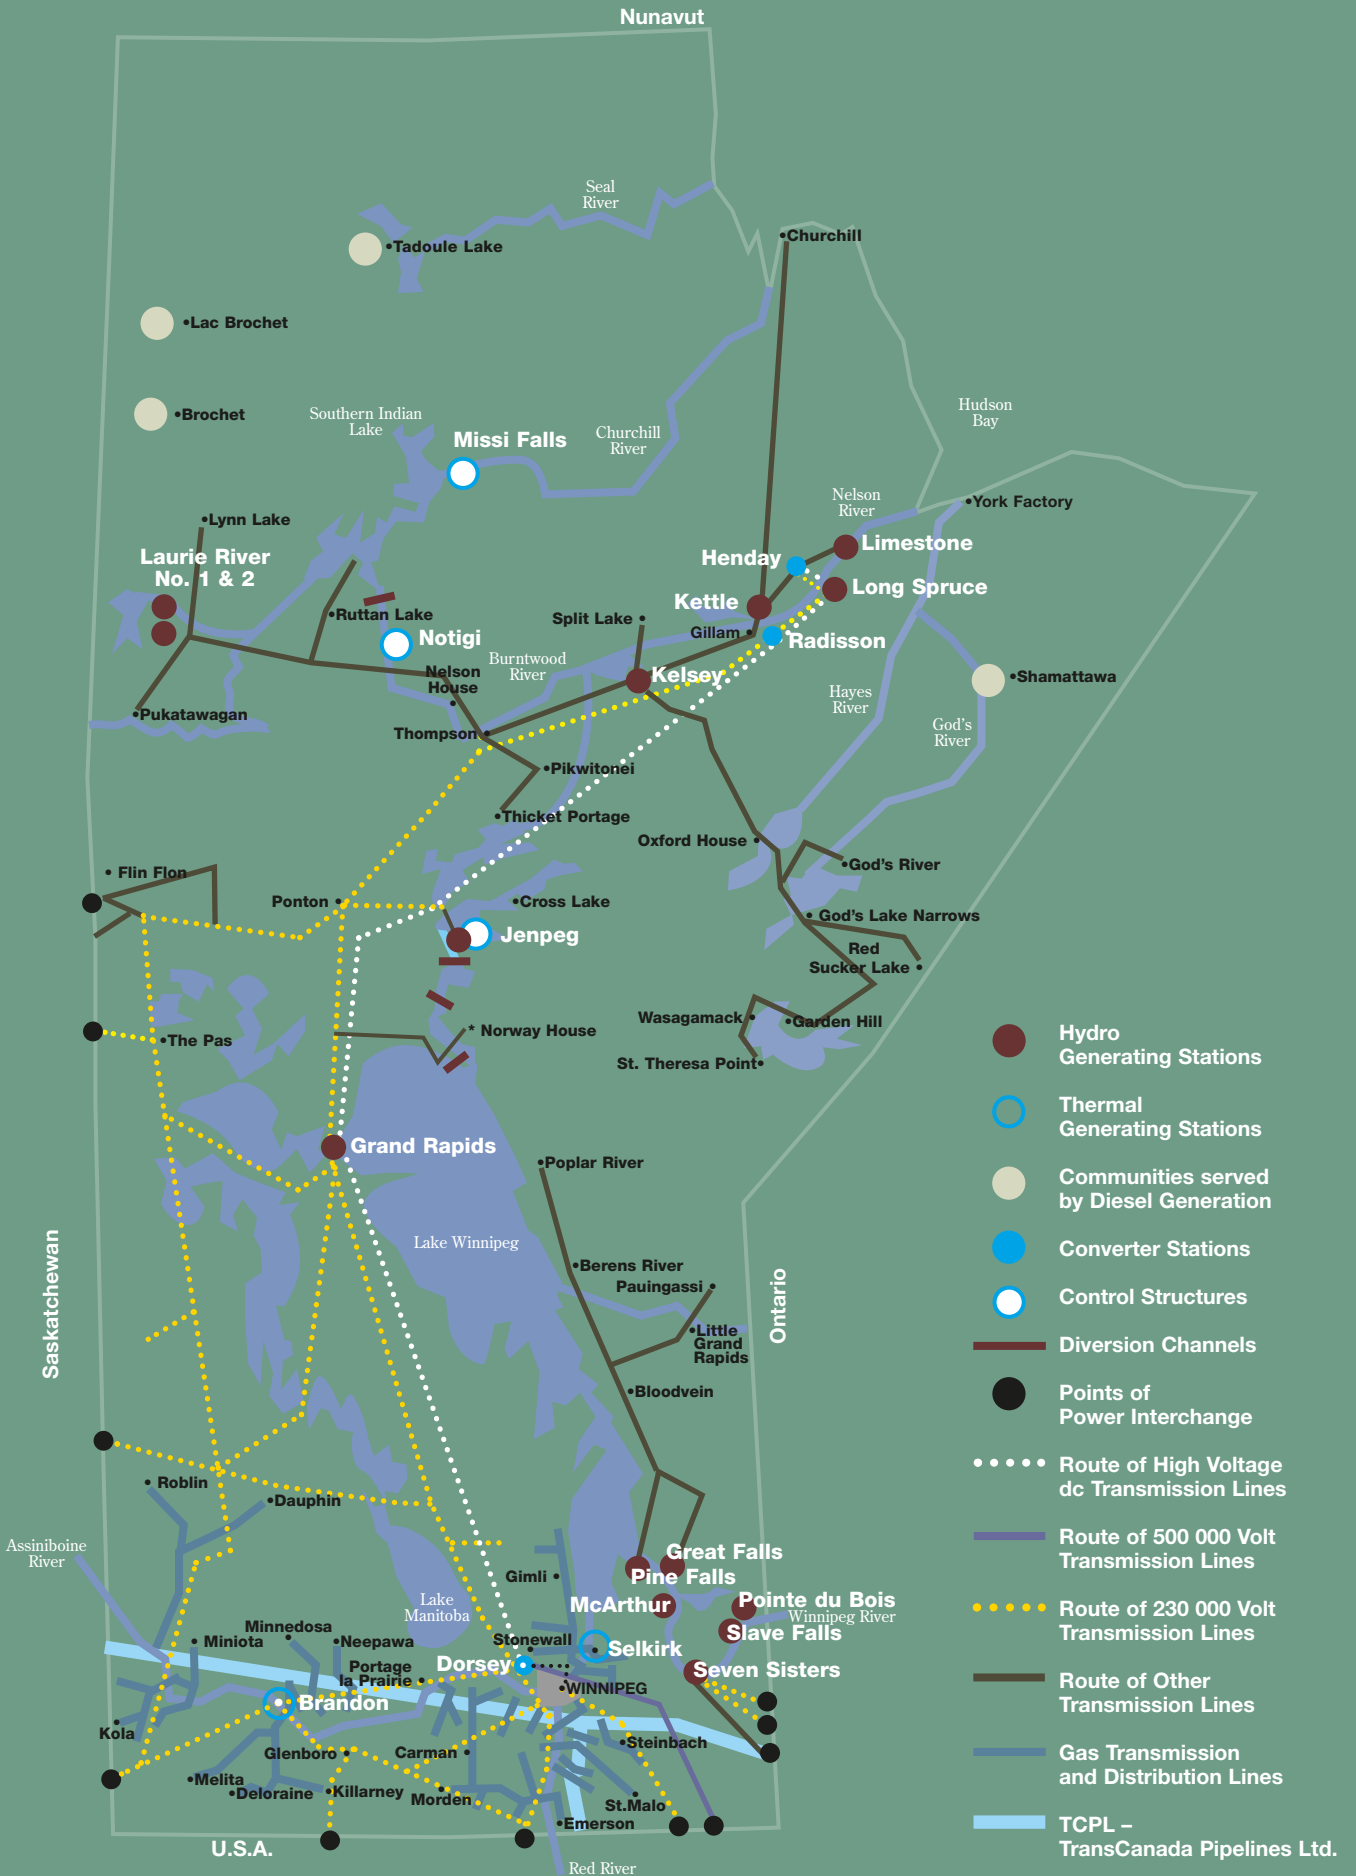 Nunavut
Seal
River
•Tadoule Lake
•Churchill
•Lac Brochet
•Brochet
Southern Indian
Lake
Missi Falls
Churchill
River
Hudson
Bay
Nelson
River
•York Factory
•Lynn Lake
Laurie River
No. 1 & 2
Limestone
Henday
Long Spruce
Kettle
•Ruttan Lake
Split Lake •
Gillam •
Radisson
Notigi
Nelson
House
Burntwood
River
Kelsey
•Shamattawa
Hayes
River
God's
River
•Pukatawagan
Thompson •
•Pikwitonei
•Thicket Portage
Oxford House •
•God's River
• Flin Flon
Ponton •
•Cross Lake
• God's Lake Narrows
Jenpeg
Red
Sucker Lake •
Wasagamack •
•Garden Hill
* Norway House
•The Pas
St. Theresa Point•
Grand Rapids
•Poplar River
Lake Winnipeg
•Berens River
Pauingassi •
•Little
Grand
Rapids
•Bloodvein
Saskatchewan
Ontario
• Roblin
•Dauphin
Assiniboine
River
Great Falls
Pine Falls
Gimli •
McArthur
Pointe du Bois
Winnipeg River
Slave Falls
Lake
Manitoba
Minnedosa
• Miniota
•Neepawa
Stonewall
Selkirk
Seven Sisters
Portage
la Prairie •
Dorsey
•WINNIPEG
Brandon
Kola
Glenboro •
Carman •
•Steinbach
•Melita
•Deloraine
•Killarney
Morden
St.Malo
•Emerson
U.S.A.
Red River
Hydro
Generating Stations
Thermal
Generating Stations
Communities served
by Diesel Generation
Converter Stations
Control Structures
Diversion Channels
Points of
Power Interchange
Route of High Voltage
dc Transmission Lines
Route of 500 000 Volt
Transmission Lines
Route of 230 000 Volt
Transmission Lines
Route of Other
Transmission Lines
Gas Transmission
and Distribution Lines
TCPL –
TransCanada Pipelines Ltd.